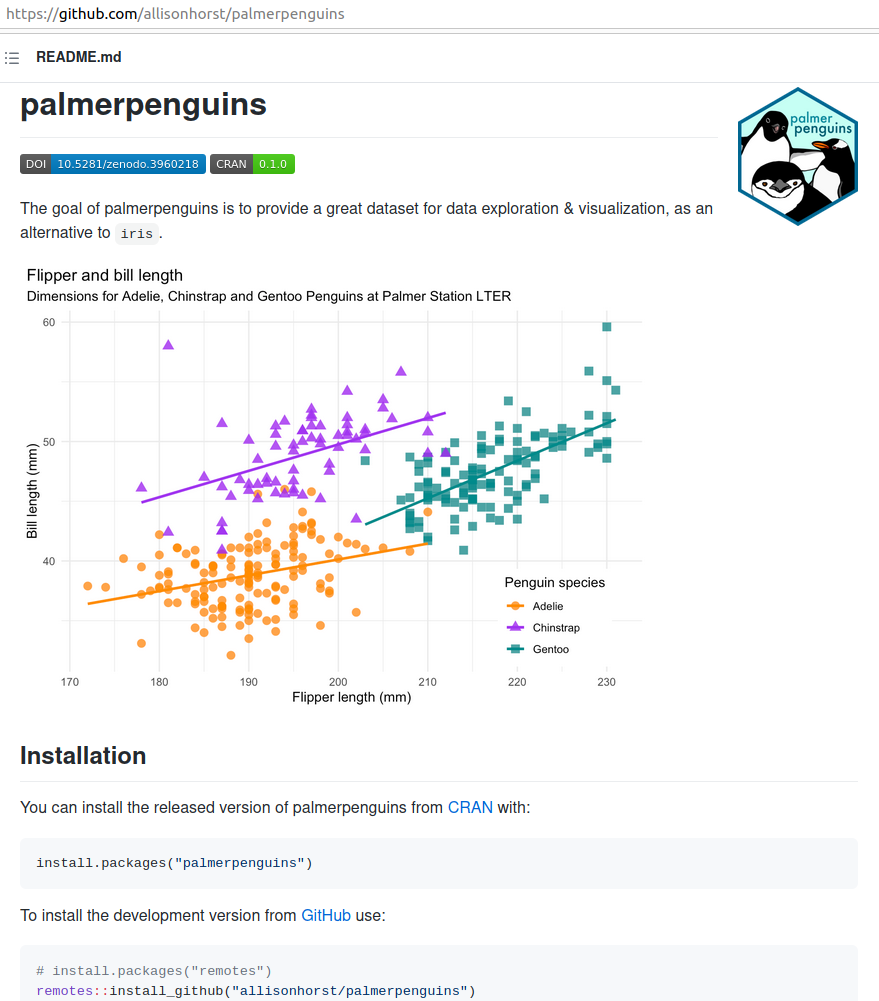 https://github.com/allisonhorst/palmerpenguins
README.md
palmerpenguins
palmer
penguins
DOI 10.5281/zenodo.3960218 CRAN 0.1.0
The goal of palmerpenguins is to provide a great dataset for data exploration & visualization, as an
alternative to iris.
Flipper and bill length
Dimensions for Adelie, Chinstrap and Gentoo Penguins at Palmer Station LTER
60
50
40
Bill length (mm)
Penguin species
Adelie
Chinstrap
Gentoo
170 180 190 200 210 220 230
Flipper length (mm)
Installation
You can install the released version of palmerpenguins from CRAN with:
install.packages("palmerpenguins")
To install the development version from GitHub use:
# install.packages("remotes")
remotes::install_github("allisonhorst/palmerpenguins")